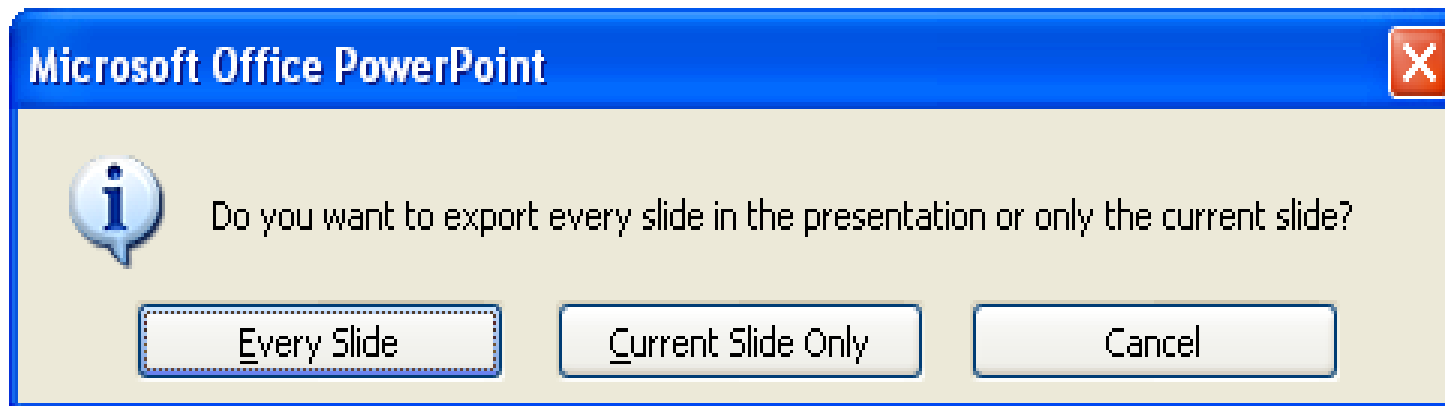 Microsoft Office PowerPoint
Do you want to export every slide in the presentation or only the current slide?
Every Slide
Current Slide Only
Cancel